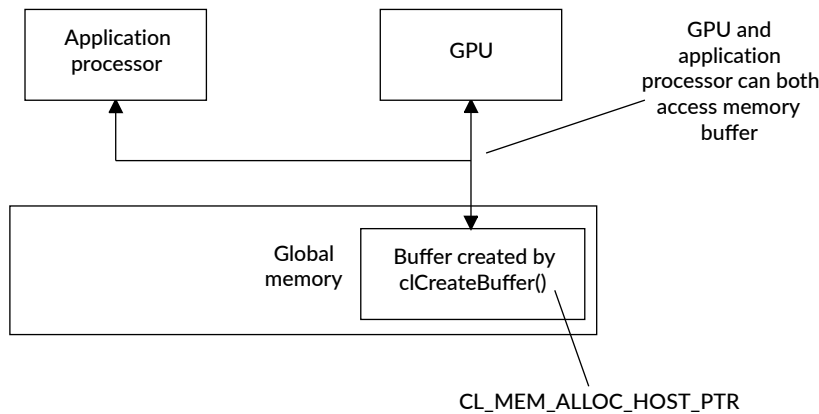 Application
processor
GPU
GPU and
application
processor can both
access memory
buffer
Global
memory
Buffer created by
clCreateBuffer()
CL_MEM_ALLOC_HOST_PTR